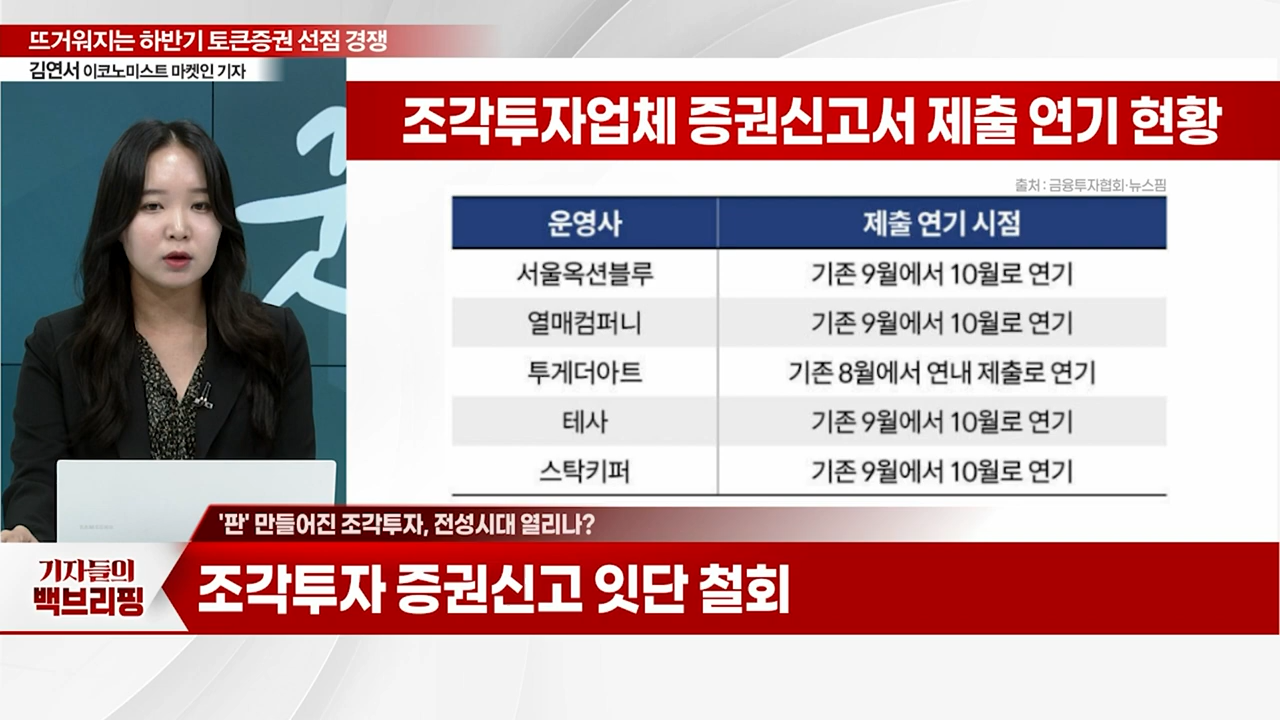 뜨거워지는 하반기 토큰증권 선점 경쟁
김연서 이코노미스트 마켓인 기자
조각투자업체 증권신고서 제출 연기 현황
출처 : 금융투자협회·뉴스핌
운영사 제출 연기 시점
서울옥션블루 기존 9월에서 10월로 연기
열매컴퍼니 기존 9월에서 10월로 연기
투게더아트 기존 8월에서 연내 제출로 연기
테사 기존 9월에서 10월로 연기
스탁키퍼 기존 9월에서 10월로 연기
'판' 만들어진 조각투자, 전성시대 열리나?
기자들의
백브리핑
조각투자 증권신고 잇단 철회